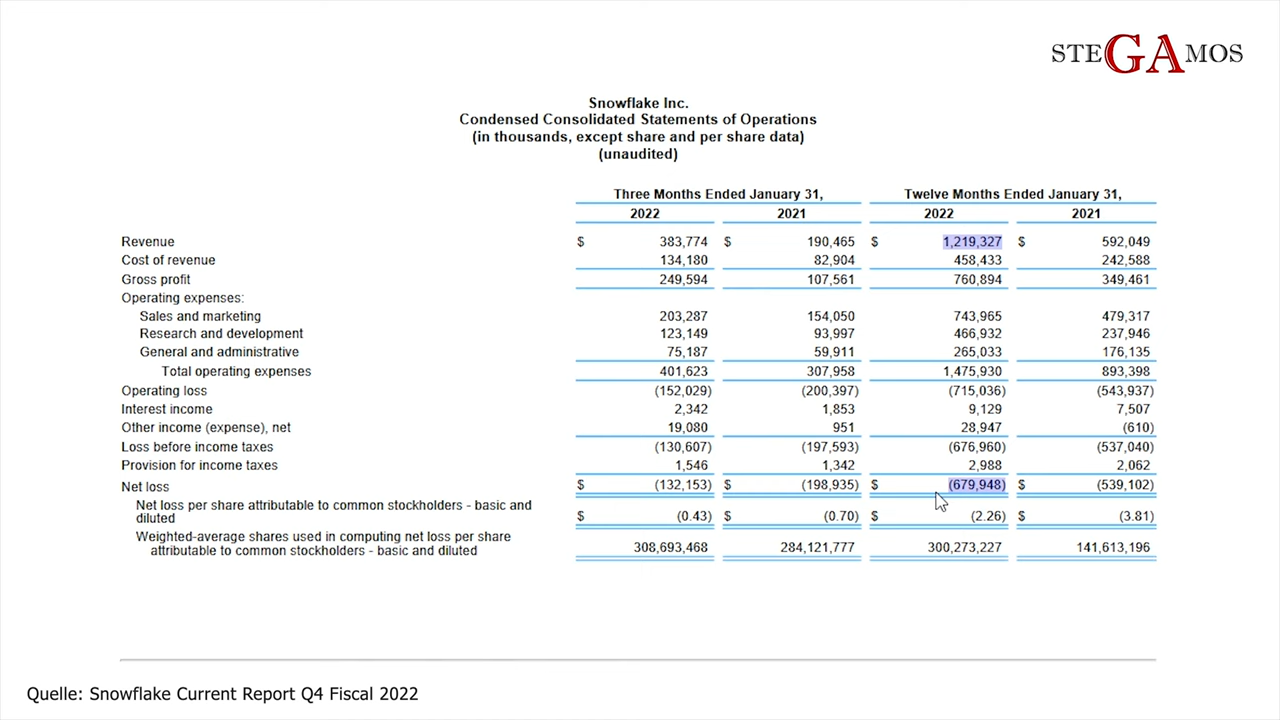 STEGAMOS
Snowflake Inc.
Condensed Consolidated Statements of Operations
(in thousands, except share and per share data)
(unaudited)
Three Months Ended January 31, Twelve Months Ended January 31,
2022 2021 2022 2021
Revenue $ 383,774 $ 190,465 $ 1,219,327 $ 592,049
Cost of revenue 134,180 82,904 458,433 242,588
Gross profit 249,594 107,561 760,894 349,461
Operating expenses:
Sales and marketing 203,287 154,050 743,965 479,317
Research and development 123,149 93,997 466,932 237,946
General and administrative 75,187 59,911 265,033 176,135
Total operating expenses 401,623 307,958 1,475,930 893,398
Operating loss (152,029) (200,397) (715,036) (543,937)
Interest income 2,342 1,853 9,129 7,507
Other income (expense), net 19,080 951 28,947 (610)
Loss before income taxes (130,607) (197,593) (676,960) (537,040)
Provision for income taxes 1,546 1,342 2,988 2,062
Net loss $ (132,153) $ (198,935) $ (679,948) $ (539,102)
Net loss per share attributable to common stockholders - basic and
diluted $ (0.43) $ (0.70) $ (2.26) $ (3.81)
Weighted-average shares used in computing net loss per share
attributable to common stockholders - basic and diluted 308,693,468 284,121,777 300,273,227 141,613,196
Quelle: Snowflake Current Report Q4 Fiscal 2022